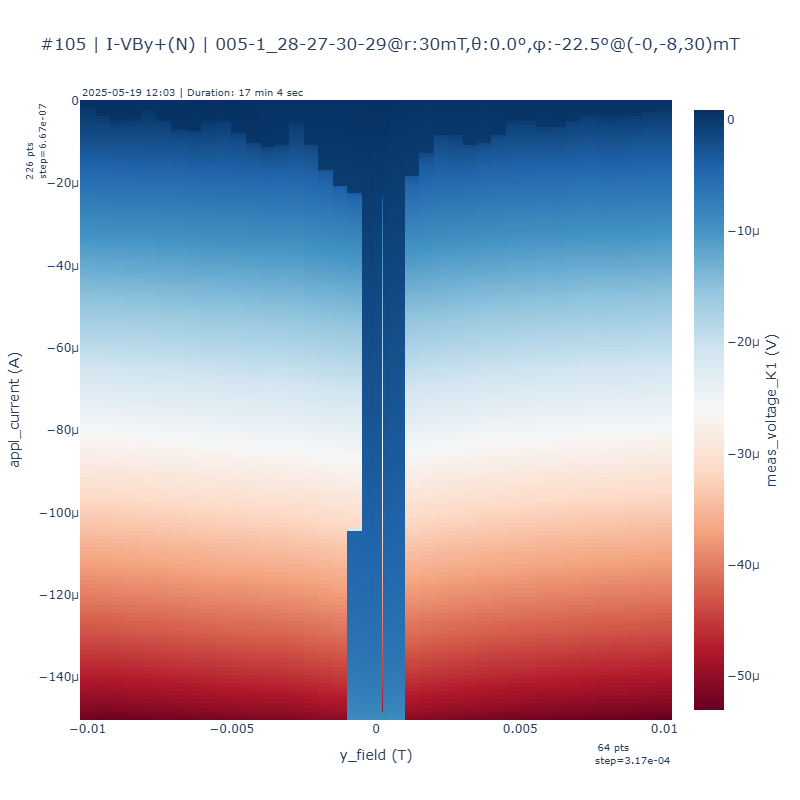 #105 | I-VBy+(N) | 005-1_28-27-30-29@r:30mT,θ:0.0°,φ:-22.5°@(-0,-8,30)mT
2025-05-19 12:03 | Duration: 17 min 4 sec
226 pts
step=6.67e-07
appl_current (A)
0
−20μ
−40μ
−60μ
−80μ
−100μ
−120μ
−140μ
−0.01
−0.005
0
0.005
0.01
y_field (T)
64 pts
step=3.17e-04
0
−10μ
−20μ
−30μ
−40μ
−50μ
meas_voltage_K1 (V)